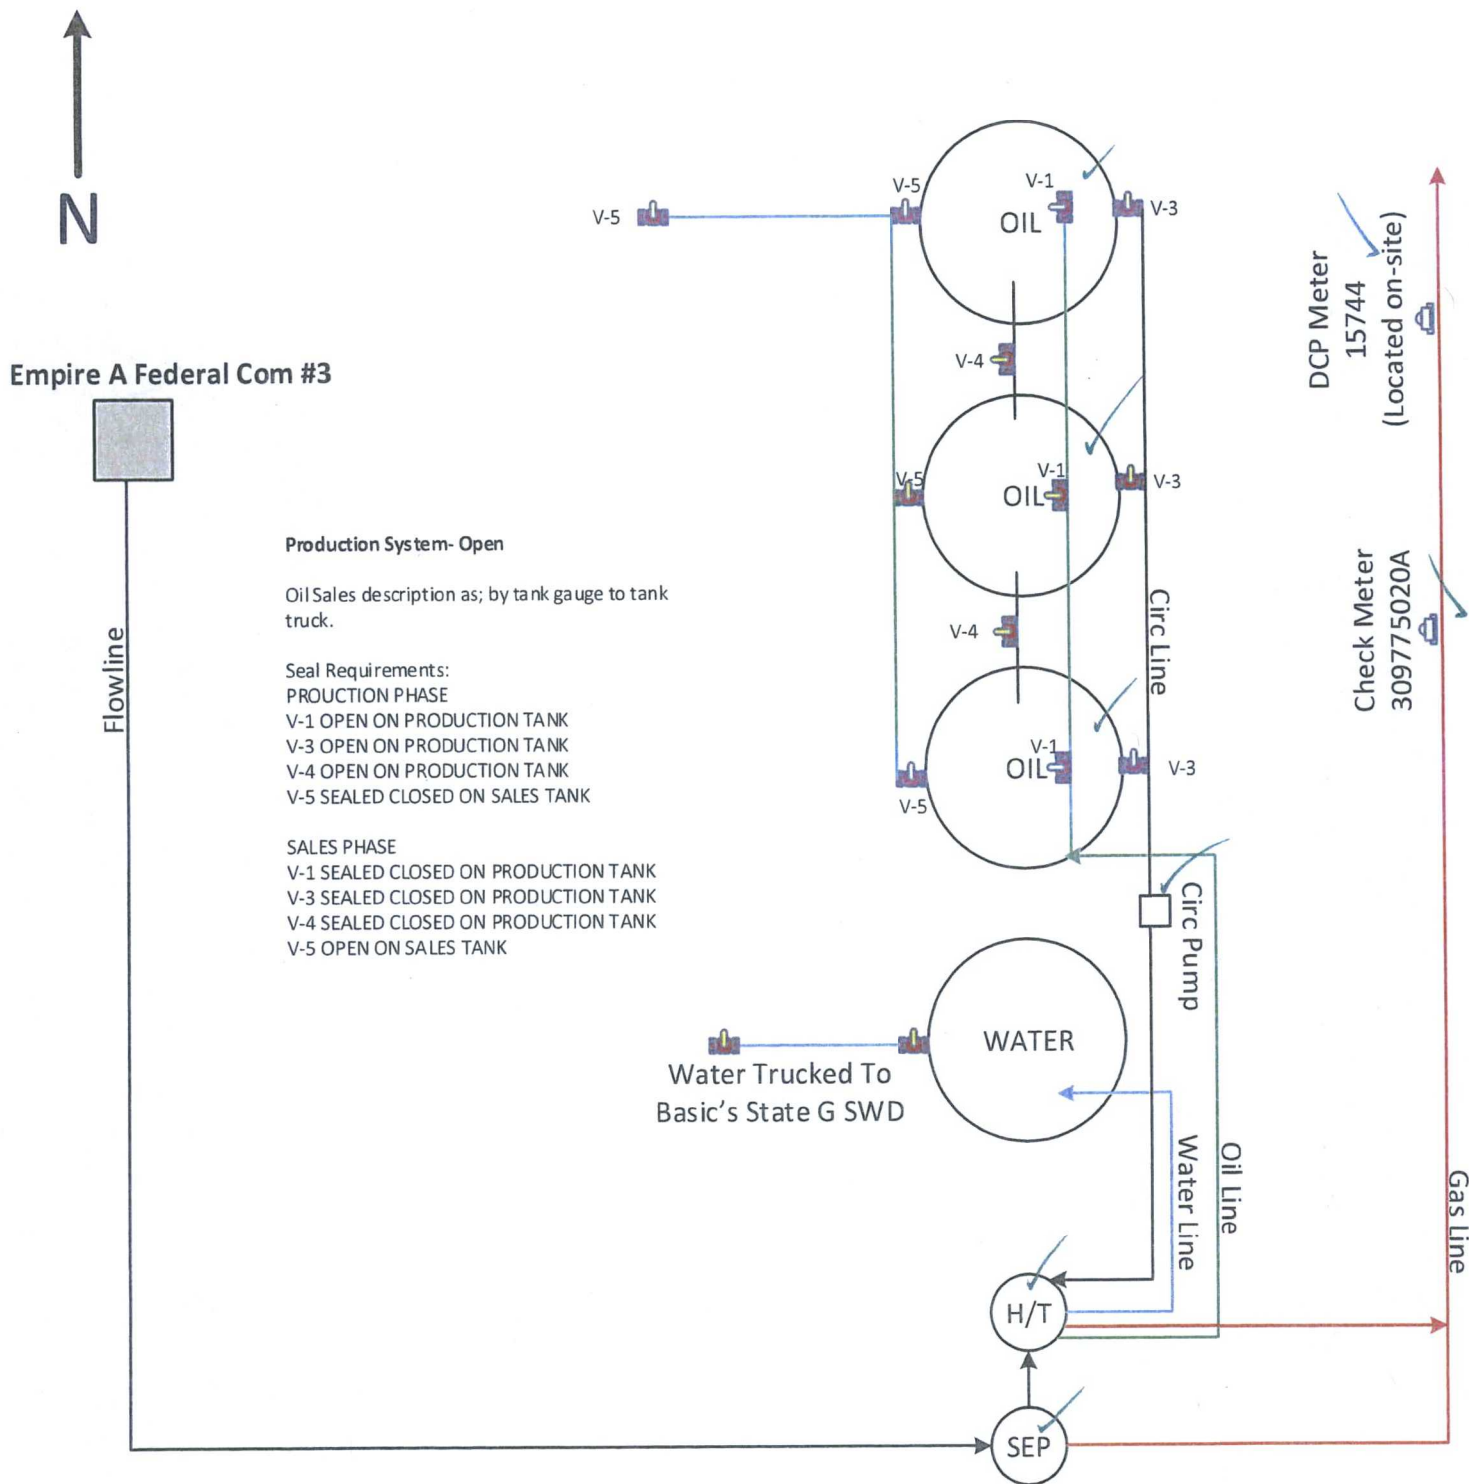 N
Empire A Federal Com #3
Flowline
Production System- Open
Oil Sales description as; by tank gauge to tank
truck.
Seal Requirements:
PROUCTION PHASE
V-1 OPEN ON PRODUCTION TANK
V-3 OPEN ON PRODUCTION TANK
V-4 OPEN ON PRODUCTION TANK
V-5 SEALED CLOSED ON SALES TANK
SALES PHASE
V-1 SEALED CLOSED ON PRODUCTION TANK
V-3 SEALED CLOSED ON PRODUCTION TANK
V-4 SEALED CLOSED ON PRODUCTION TANK
V-5 OPEN ON SALES TANK
V-5
V-5
V-1
V-3
OIL
V-4
V-5
V-1
V-3
OIL
V-4
V-1
V-3
OIL
V-5
Circ Line
Circ Pump
WATER
Water Trucked To
Basic's State G SWD
Water Line
Oil Line
H/T
SEP
DCP Meter
15744
(Located on-site)
Check Meter
309775020A
Gas Line